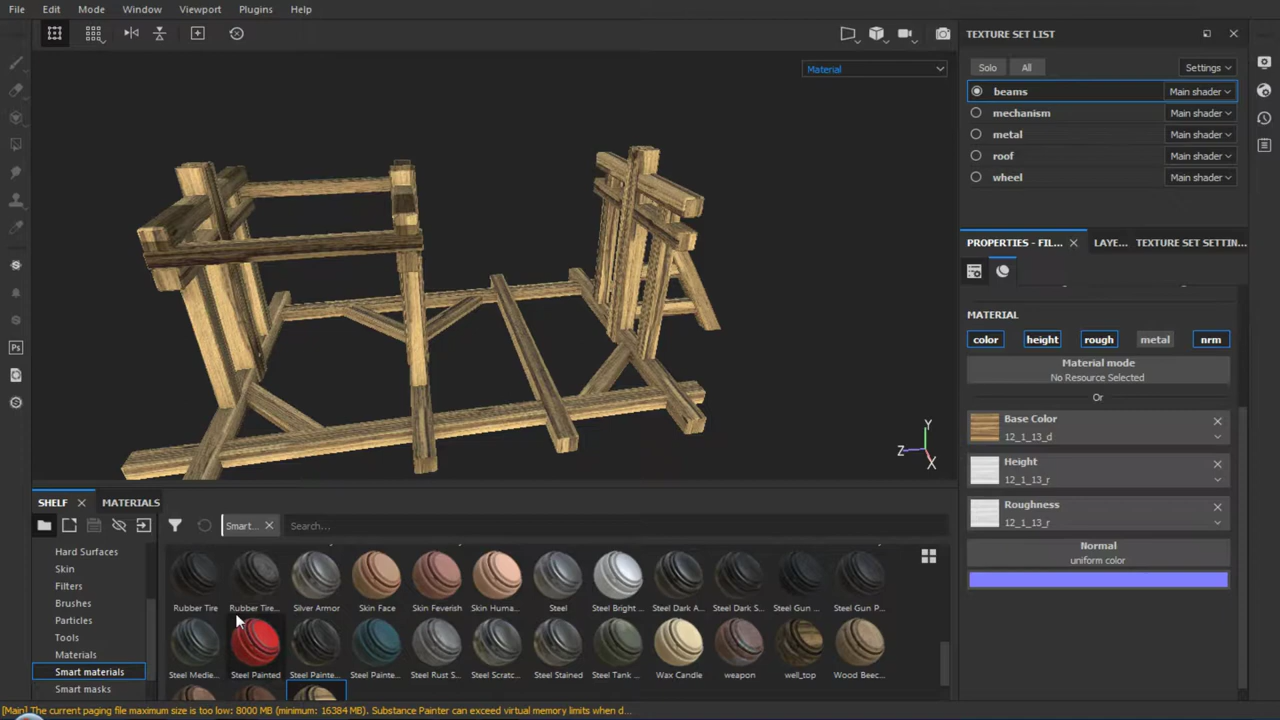 File Edit Mode Window Viewport Plugins Help
Material
TEXTURE SET LIST
Solo All Settings
beams Main shader
mechanism Main shader
metal Main shader
roof Main shader
wheel Main shader
PROPERTIES - FIL... LAYE... TEXTURE SET SETTIN...
MATERIAL
color height rough metal nrm
Material mode
No Resource Selected
Or
Base Color
12_1_13_d
Height
12_1_13_r
Roughness
12_1_13_r
Normal
uniform color
Y
Z
X
SHELF MATERIALS
Smart... Search...
Hard Surfaces
Skin
Filters
Brushes
Particles
Tools
Materials
Smart materials
Smart masks
Rubber Tire Rubber Tire... Silver Armor Skin Face Skin Feverish Skin Huma... Steel Steel Bright ... Steel Dark A... Steel Dark S... Steel Gun ... Steel Gun P...
Steel Medie... Steel Painted Steel Painte... Steel Painte... Steel Rust S... Steel Scratc... Steel Stained Steel Tank ... Wax Candle weapon well_top Wood Beec...
Ps
[Main] The current paging file maximum size is too low: 8000 MB (minimum: 16384 MB). Substance Painter can exceed virtual memory limits when d...